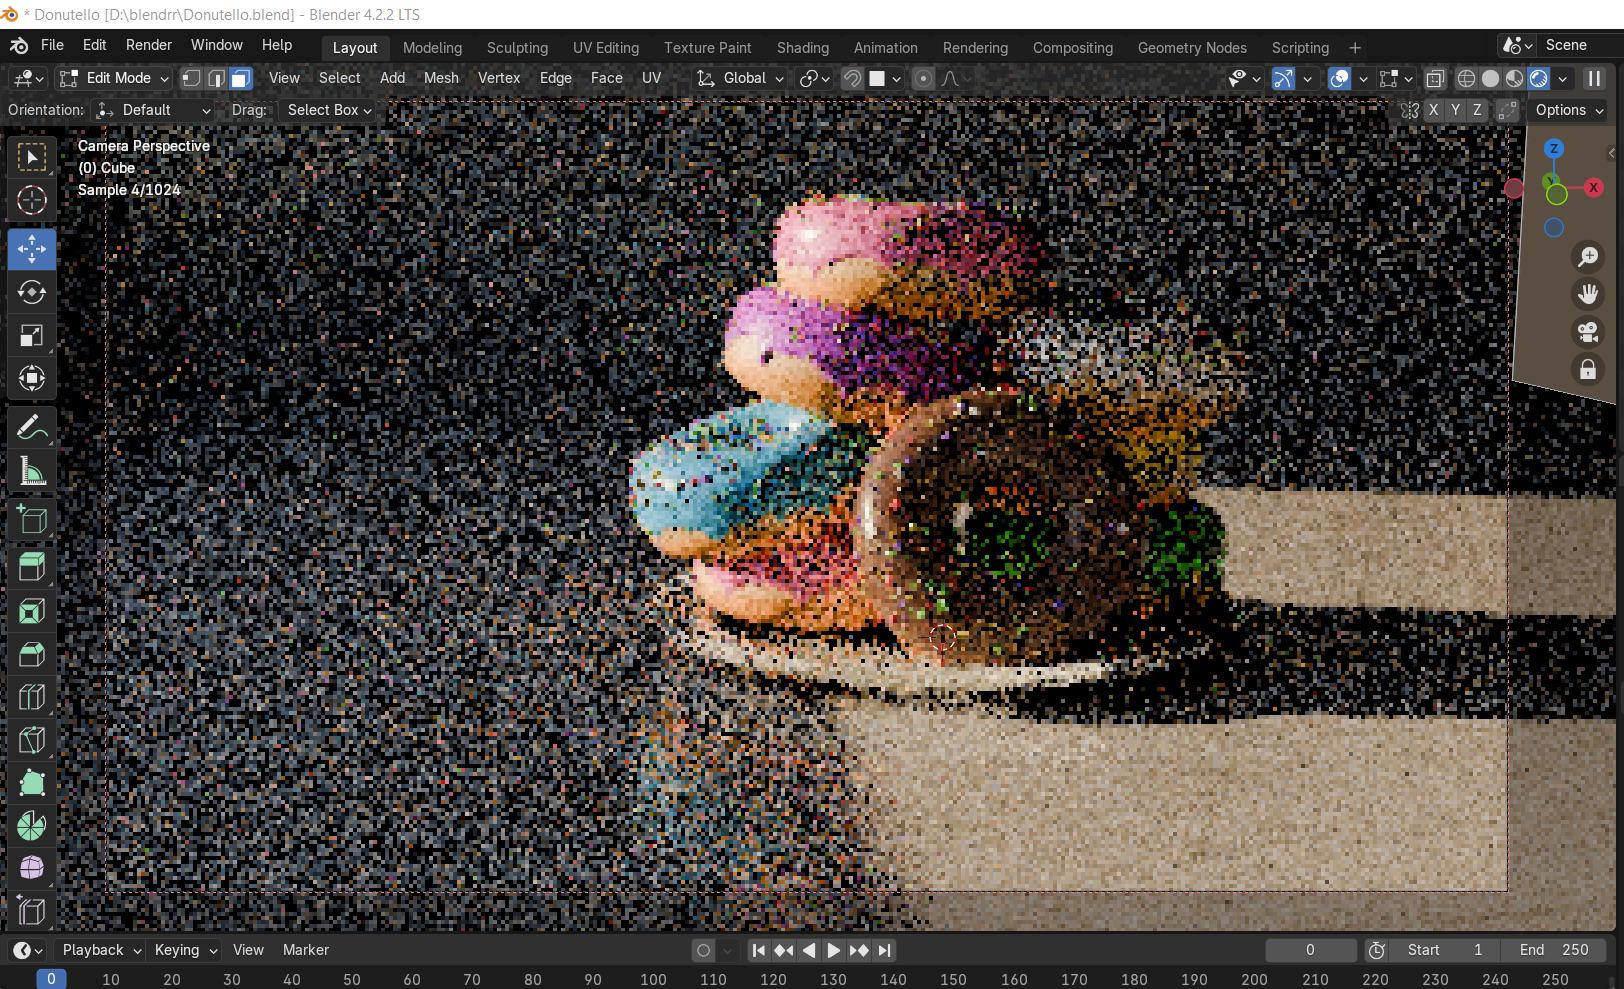 * Donutello [D:\blendrr\Donutello.blend] - Blender 4.2.2 LTS
File Edit Render Window Help Layout Modeling Sculpting UV Editing Texture Paint Shading Animation Rendering Compositing Geometry Nodes Scripting + Scene
Edit Mode View Select Add Mesh Vertex Edge Face UV Global
Orientation: Default Drag: Select Box X Y Z Options
Camera Perspective
(0) Cube
Sample 4/1024
Z
Y
X
Playback Keying View Marker 0 Start 1 End 250
0 10 20 30 40 50 60 70 80 90 100 110 120 130 140 150 160 170 180 190 200 210 220 230 240 250